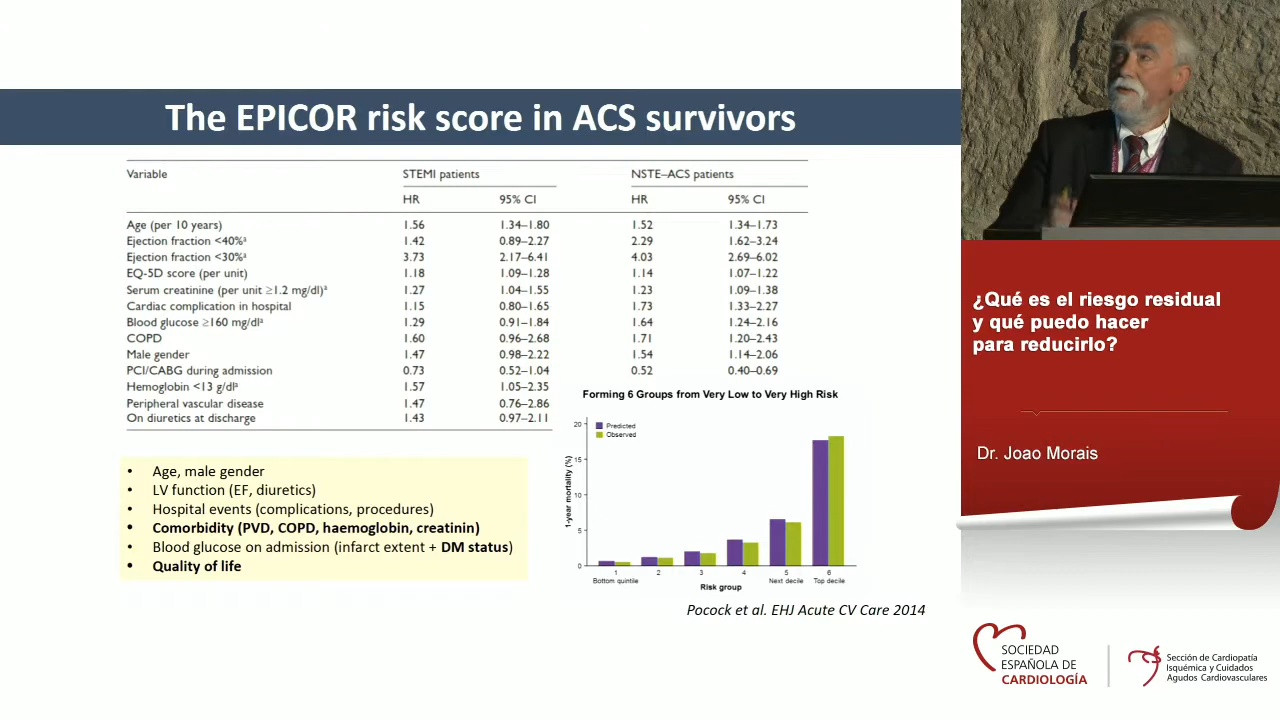 The EPICOR risk score in ACS survivors
Variable STEMI patients NSTE–ACS patients
HR 95% CI HR 95% CI
Age (per 10 years) 1.56 1.34–1.80 1.52 1.34–1.73
Ejection fraction <40%ª 1.42 0.89–2.27 2.29 1.62–3.24
Ejection fraction <30%ª 3.73 2.17–6.41 4.03 2.69–6.02
EQ-5D score (per unit) 1.18 1.09–1.28 1.14 1.07–1.22
Serum creatinine (per unit ≥1.2 mg/dl)ª 1.27 1.04–1.55 1.23 1.09–1.38
Cardiac complication in hospital 1.15 0.80–1.65 1.73 1.33–2.27
Blood glucose ≥160 mg/dlª 1.29 0.91–1.84 1.64 1.24–2.16
COPD 1.60 0.96–2.68 1.71 1.20–2.43
Male gender 1.47 0.98–2.22 1.54 1.14–2.06
PCI/CABG during admission 0.73 0.52–1.04 0.52 0.40–0.69
Hemoglobin <13 g/dlª 1.57 1.05–2.35
Peripheral vascular disease 1.47 0.76–2.86
On diuretics at discharge 1.43 0.97–2.11
• Age, male gender
• LV function (EF, diuretics)
• Hospital events (complications, procedures)
• Comorbidity (PVD, COPD, haemoglobin, creatinin)
• Blood glucose on admission (infarct extent + DM status)
• Quality of life
Forming 6 Groups from Very Low to Very High Risk
Predicted
Observed
1-year mortality (%)
20
15
10
5
0
1 2 3 4 5 6
Bottom quintile Next decile Top decile
Risk group
Pocock et al. EHJ Acute CV Care 2014
¿Qué es el riesgo residual
y qué puedo hacer
para reducirlo?
Dr. Joao Morais
SOCIEDAD
ESPAÑOLA DE
CARDIOLOGÍA
Sección de Cardiopatía
Isquémica y Cuidados
Agudos Cardiovasculares